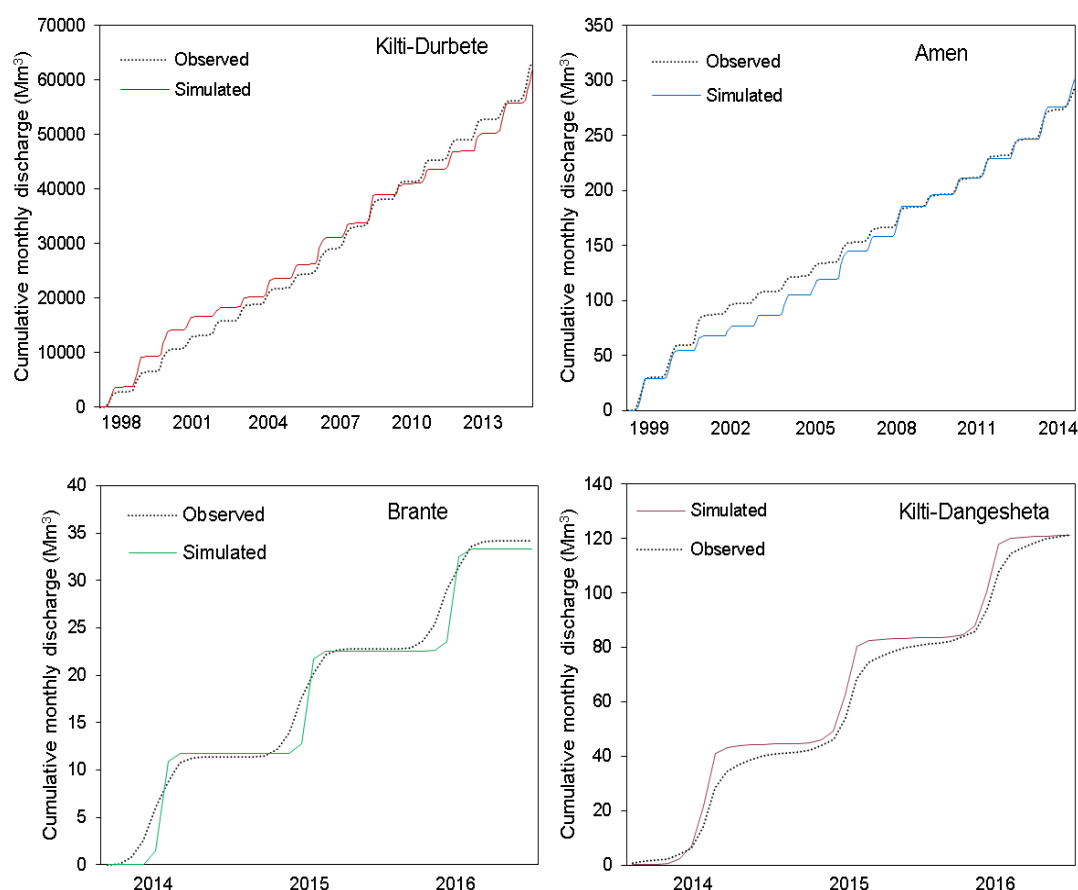 Kilti-Durbete
Cumulative monthly discharge (Mm³)
70000
60000
50000
40000
30000
20000
10000
0
Observed
Simulated
1998 2001 2004 2007 2010 2013
Amen
Cumulative monthly discharge (Mm³)
350
300
250
200
150
100
50
0
Observed
Simulated
1999 2002 2005 2008 2011 2014
Brante
Cumulative monthly discharge (Mm³)
40
35
30
25
20
15
10
5
0
Observed
Simulated
2014 2015 2016
Kilti-Dangesheta
Cumulative monthly discharge (Mm³)
140
120
100
80
60
40
20
0
Simulated
Observed
2014 2015 2016